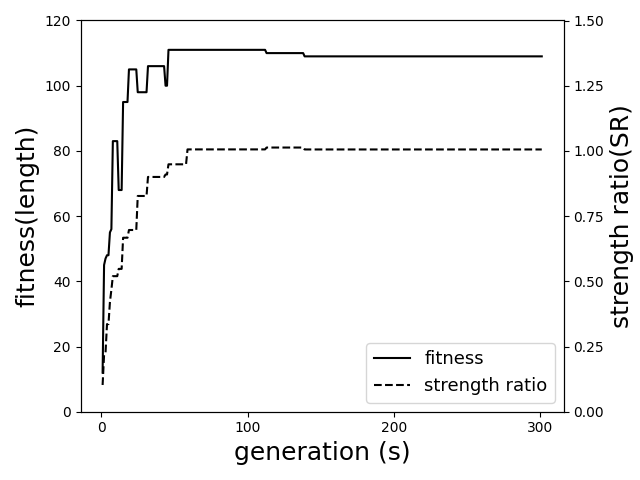 120
100
80
60
40
20
0
fitness(length)
1.50
1.25
1.00
0.75
0.50
0.25
0.00
strength ratio(SR)
fitness
strength ratio
0 100 200 300
generation (s)